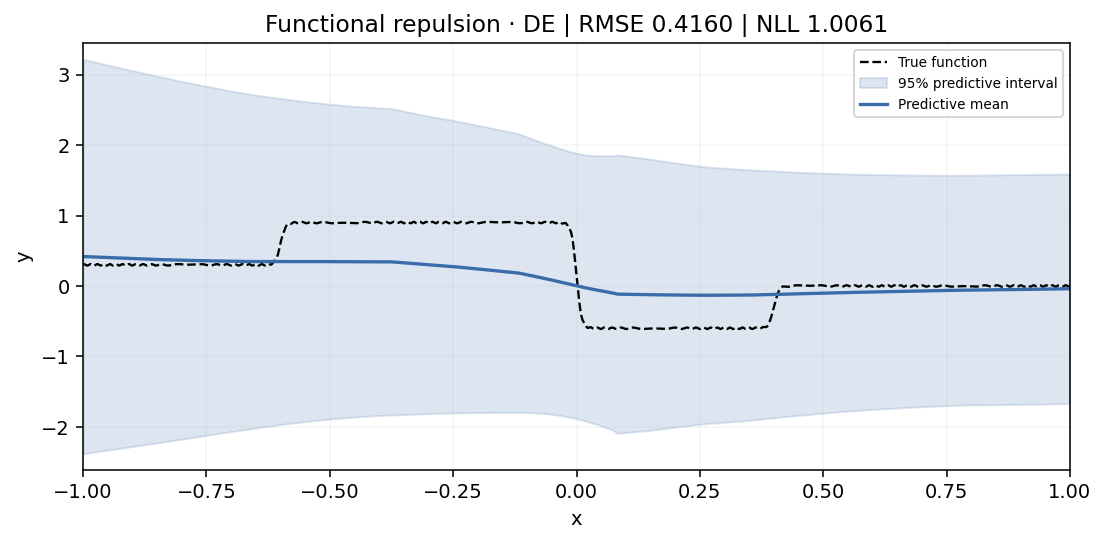 Functional repulsion · DE | RMSE 0.4160 | NLL 1.0061
True function
95% predictive interval
Predictive mean
3
2
1
0
−1
−2
y
−1.00 −0.75 −0.50 −0.25 0.00 0.25 0.50 0.75 1.00
x